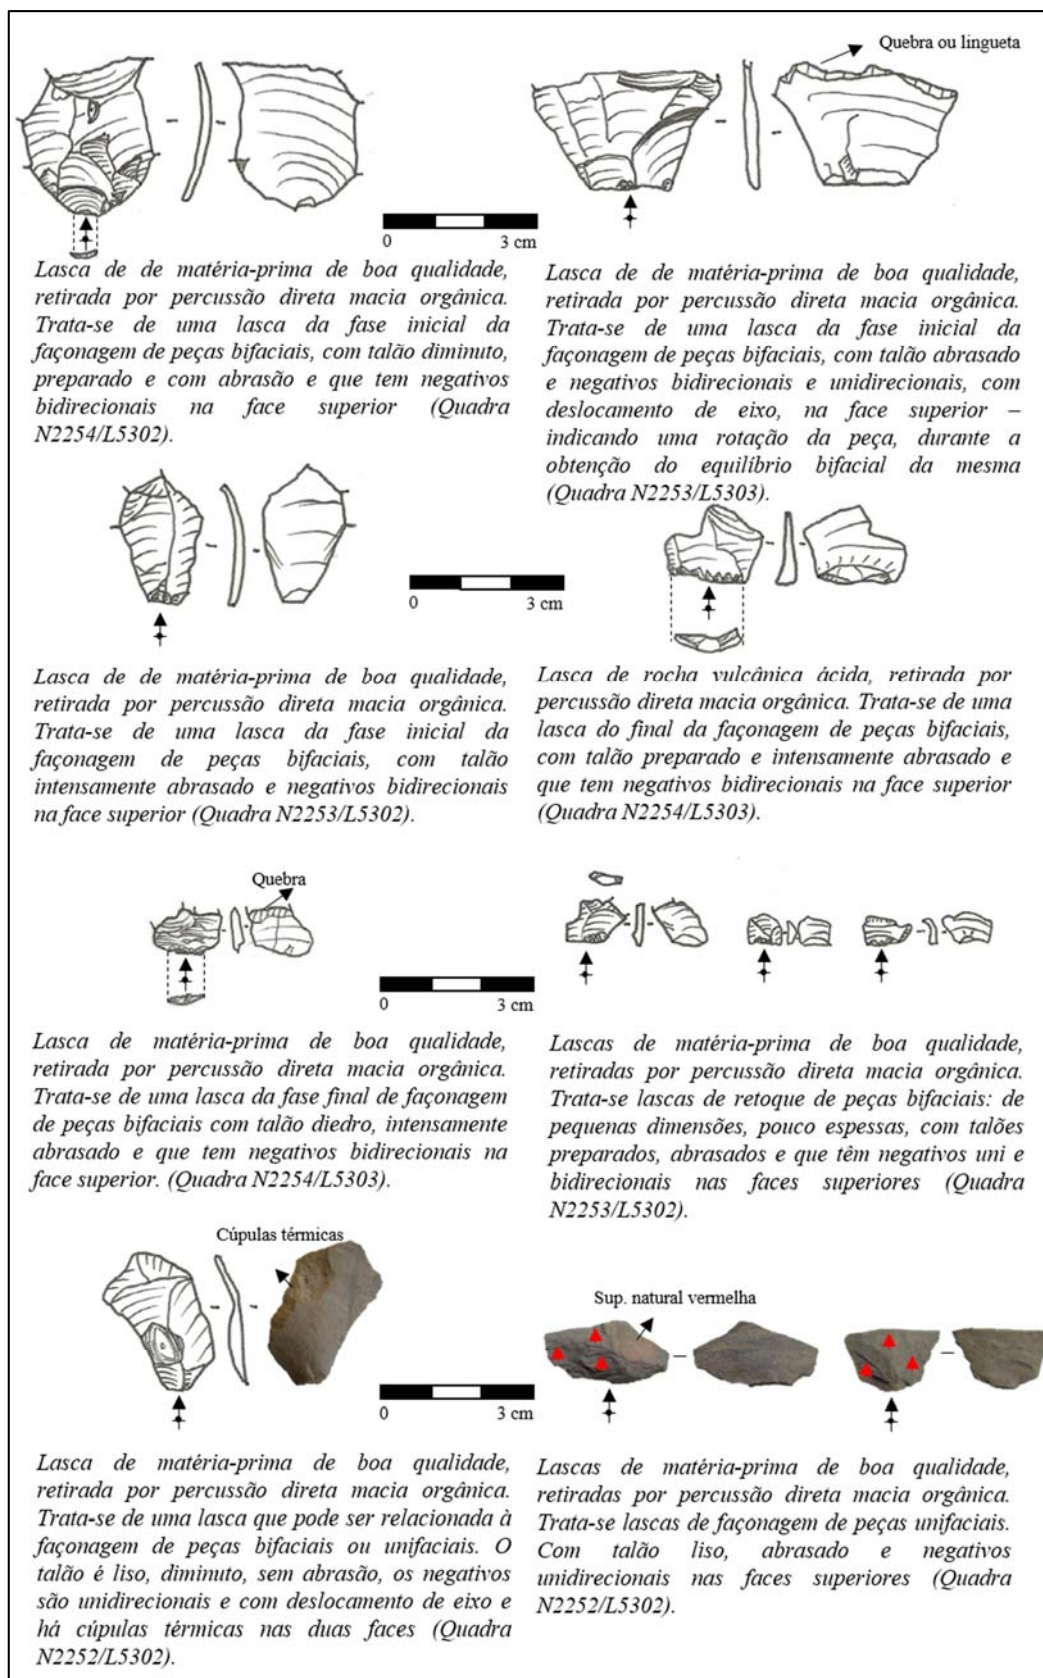 Quebra ou lingueta
0 3 cm
Lasca de de matéria-prima de boa qualidade,
retirada por percussão direta macia orgânica.
Trata-se de uma lasca da fase inicial da
façonagem de peças bifaciais, com talão diminuto,
preparado e com abrasão e que tem negativos
bidirecionais na face superior (Quadra
N2254/L5302).
Lasca de de matéria-prima de boa qualidade,
retirada por percussão direta macia orgânica.
Trata-se de uma lasca da fase inicial da
façonagem de peças bifaciais, com talão abrasado
e negativos bidirecionais e unidirecionais, com
deslocamento de eixo, na face superior –
indicando uma rotação da peça, durante a
obtenção do equilíbrio bifacial da mesma
(Quadra N2253/L5303).
0 3 cm
Lasca de de matéria-prima de boa qualidade,
retirada por percussão direta macia orgânica.
Trata-se de uma lasca da fase inicial da
façonagem de peças bifaciais, com talão
intensamente abrasado e negativos bidirecionais
na face superior (Quadra N2253/L5302).
Lasca de rocha vulcânica ácida, retirada por
percussão direta macia orgânica. Trata-se de uma
lasca do final da façonagem de peças bifaciais,
com talão preparado e intensamente abrasado e
que tem negativos bidirecionais na face superior
(Quadra N2254/L5303).
Quebra
0 3 cm
Lasca de matéria-prima de boa qualidade,
retirada por percussão direta macia orgânica.
Trata-se de uma lasca da fase final de façonagem
de peças bifaciais com talão diedro, intensamente
abrasado e que tem negativos bidirecionais na
face superior. (Quadra N2254/L5303).
Lascas de matéria-prima de boa qualidade,
retiradas por percussão direta macia orgânica.
Trata-se lascas de retoque de peças bifaciais: de
pequenas dimensões, pouco espessas, com talões
preparados, abrasados e que têm negativos uni e
bidirecionais nas faces superiores (Quadra
N2253/L5302).
Cúpulas térmicas
Sup. natural vermelha
0 3 cm
Lasca de matéria-prima de boa qualidade,
retirada por percussão direta macia orgânica.
Trata-se de uma lasca que pode ser relacionada à
façonagem de peças bifaciais ou unifaciais. O
talão é liso, diminuto, sem abrasão, os negativos
são unidirecionais e com deslocamento de eixo e
há cúpulas térmicas nas duas faces (Quadra
N2252/L5302).
Lascas de matéria-prima de boa qualidade,
retiradas por percussão direta macia orgânica.
Trata-se lascas de façonagem de peças unifaciais.
Com talão liso, abrasado e negativos
unidirecionais nas faces superiores (Quadra
N2252/L5302).